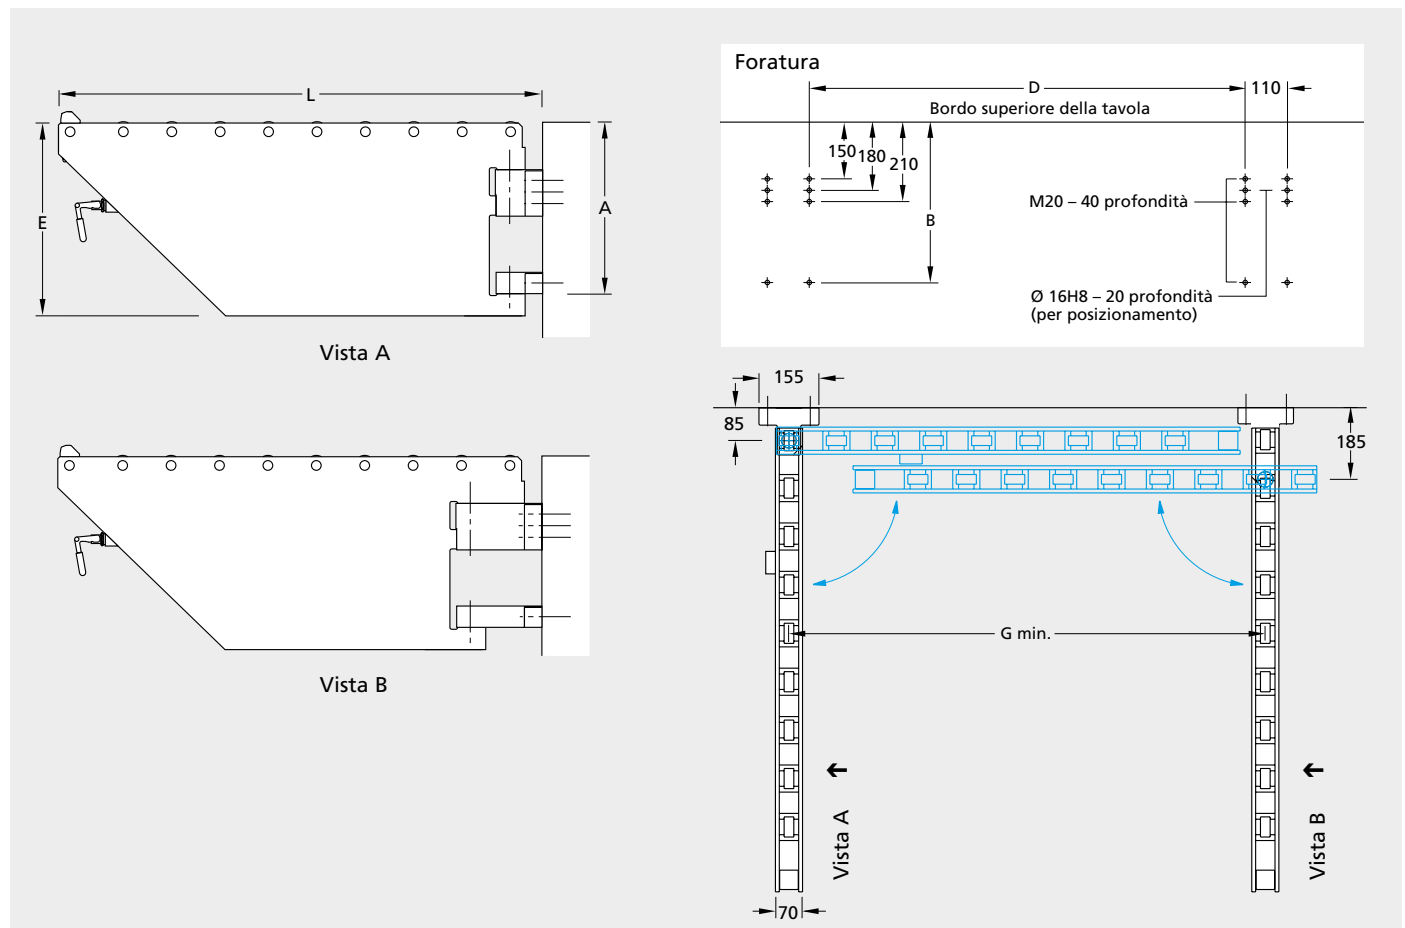 L
E
A
Vista A
Vista B
Foratura
D
110
Bordo superiore della tavola
150
180
210
B
M20 – 40 profondità
Ø 16H8 – 20 profondità
(per posizionamento)
155
85
185
G min.
Vista A
Vista B
70